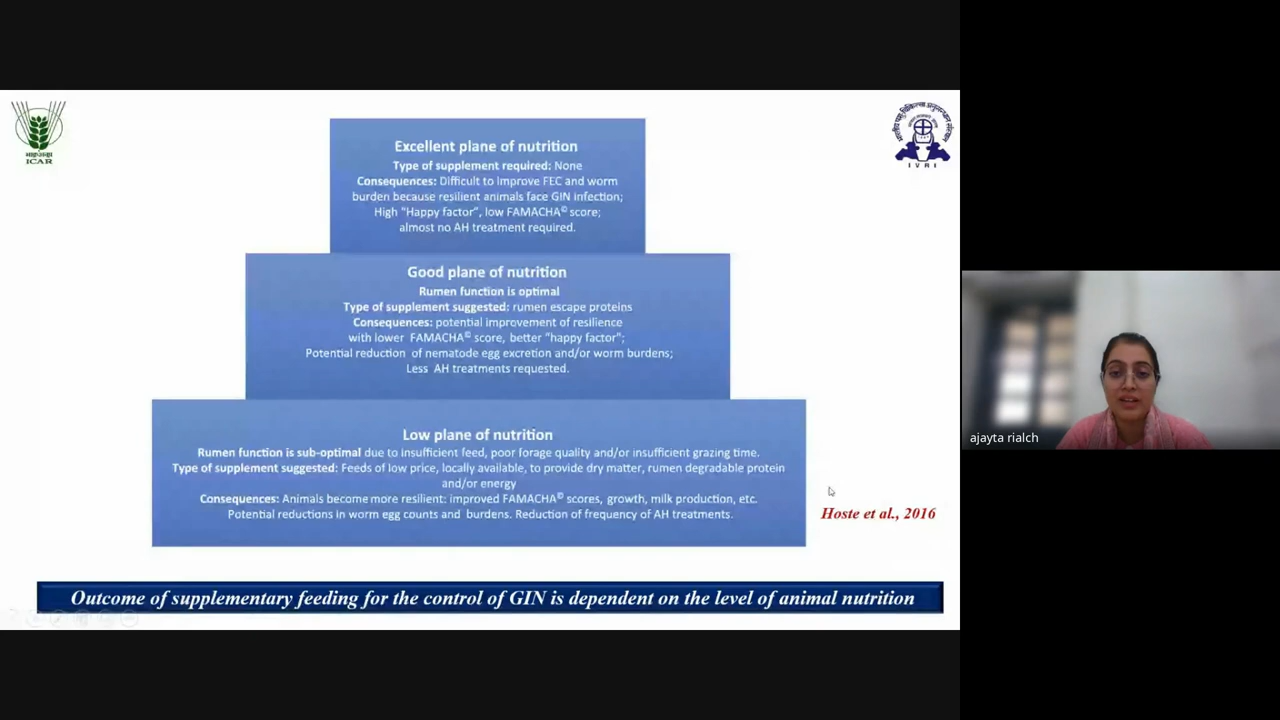 ICAR
IVRI
Excellent plane of nutrition
Type of supplement required: None
Consequences: Difficult to improve FEC and worm
burden because resilient animals face GIN infection;
High "Happy factor", low FAMACHA© score;
almost no AH treatment required.
Good plane of nutrition
Rumen function is optimal
Type of supplement suggested: rumen escape proteins
Consequences: potential improvement of resilience
with lower FAMACHA© score, better "happy factor";
Potential reduction of nematode egg excretion and/or worm burdens;
Less AH treatments requested.
Low plane of nutrition
Rumen function is sub-optimal due to insufficient feed, poor forage quality and/or insufficient grazing time.
Type of supplement suggested: Feeds of low price, locally available, to provide dry matter, rumen degradable protein
and/or energy
Consequences: Animals become more resilient: improved FAMACHA© scores, growth, milk production, etc.
Potential reductions in worm egg counts and burdens. Reduction of frequency of AH treatments.
Hoste et al., 2016
Outcome of supplementary feeding for the control of GIN is dependent on the level of animal nutrition
ajayta rialch